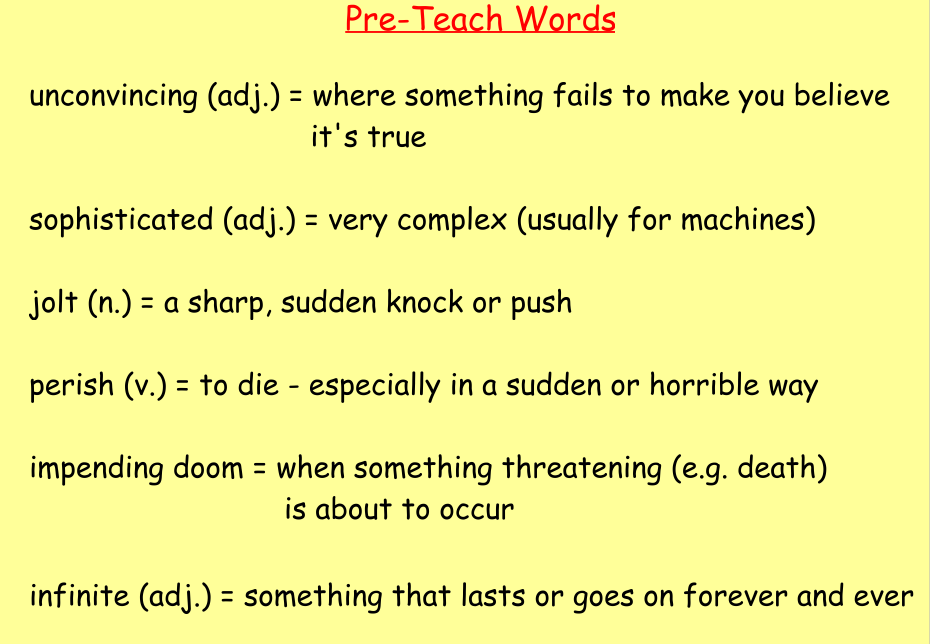 Pre-Teach Words
unconvincing (adj.) = where something fails to make you believe
it's true
sophisticated (adj.) = very complex (usually for machines)
jolt (n.) = a sharp, sudden knock or push
perish (v.) = to die - especially in a sudden or horrible way
impending doom = when something threatening (e.g. death)
is about to occur
infinite (adj.) = something that lasts or goes on forever and ever